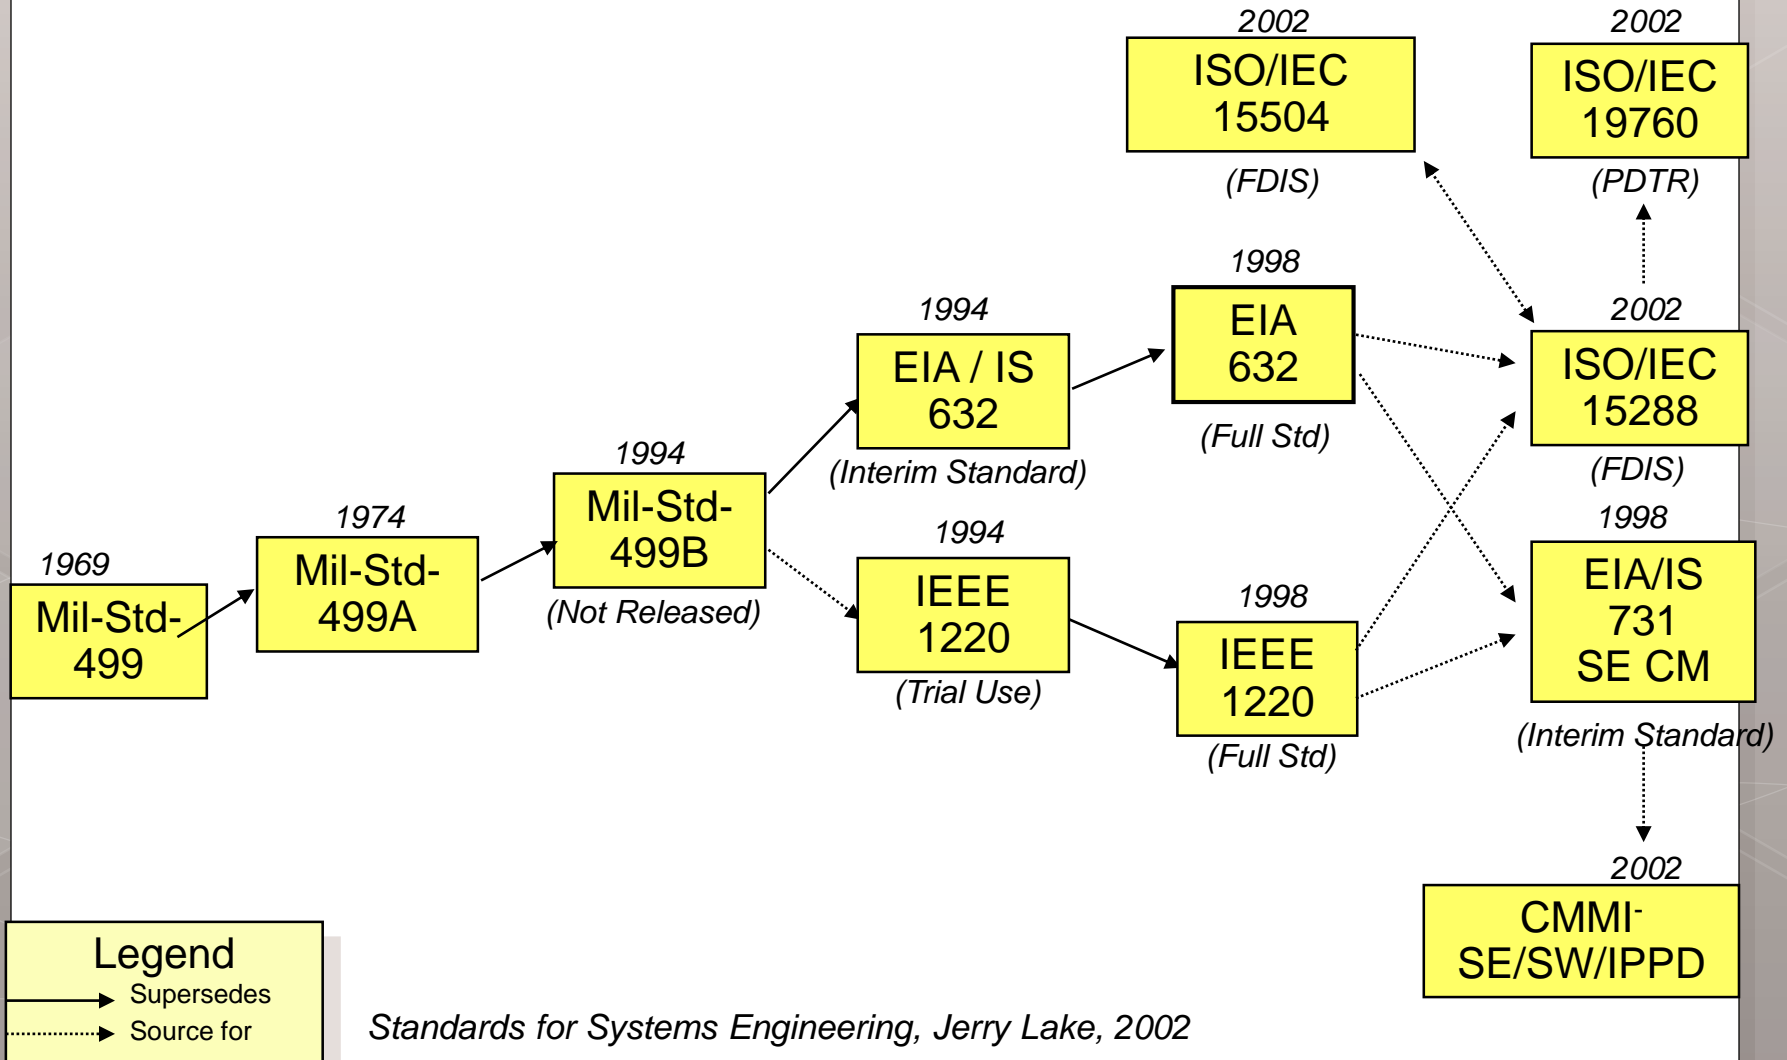 2002
ISO/IEC
15504
(FDIS)
2002
ISO/IEC
19760
(PDTR)
1998
EIA
632
(Full Std)
2002
ISO/IEC
15288
(FDIS)
1994
EIA / IS
632
(Interim Standard)
1994
Mil-Std-
499B
(Not Released)
1974
Mil-Std-
499A
1969
Mil-Std-
499
1994
IEEE
1220
(Trial Use)
1998
IEEE
1220
(Full Std)
1998
EIA/IS
731
SE CM
(Interim Standard)
2002
CMMI-
SE/SW/IPPD
Legend
Supersedes
Source for
Standards for Systems Engineering, Jerry Lake, 2002